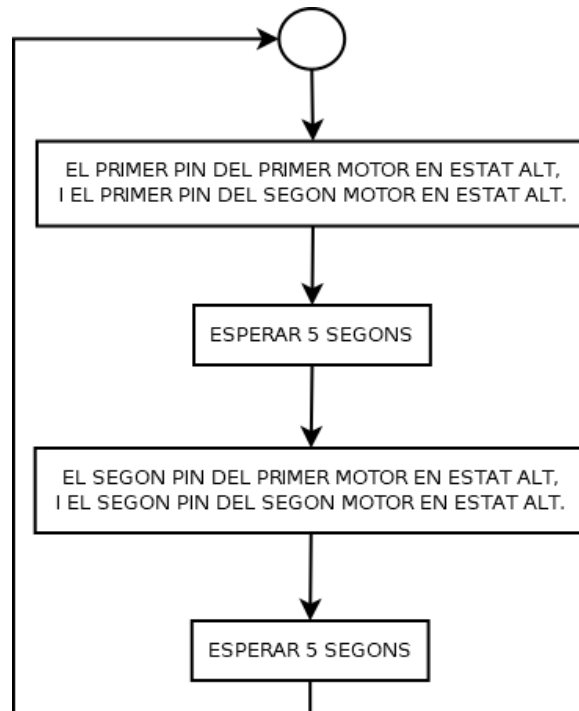 EL PRIMER PIN DEL PRIMER MOTOR EN ESTAT ALT,
I EL PRIMER PIN DEL SEGON MOTOR EN ESTAT ALT.
ESPERAR 5 SEGONS
EL SEGON PIN DEL PRIMER MOTOR EN ESTAT ALT,
I EL SEGON PIN DEL SEGON MOTOR EN ESTAT ALT.
ESPERAR 5 SEGONS